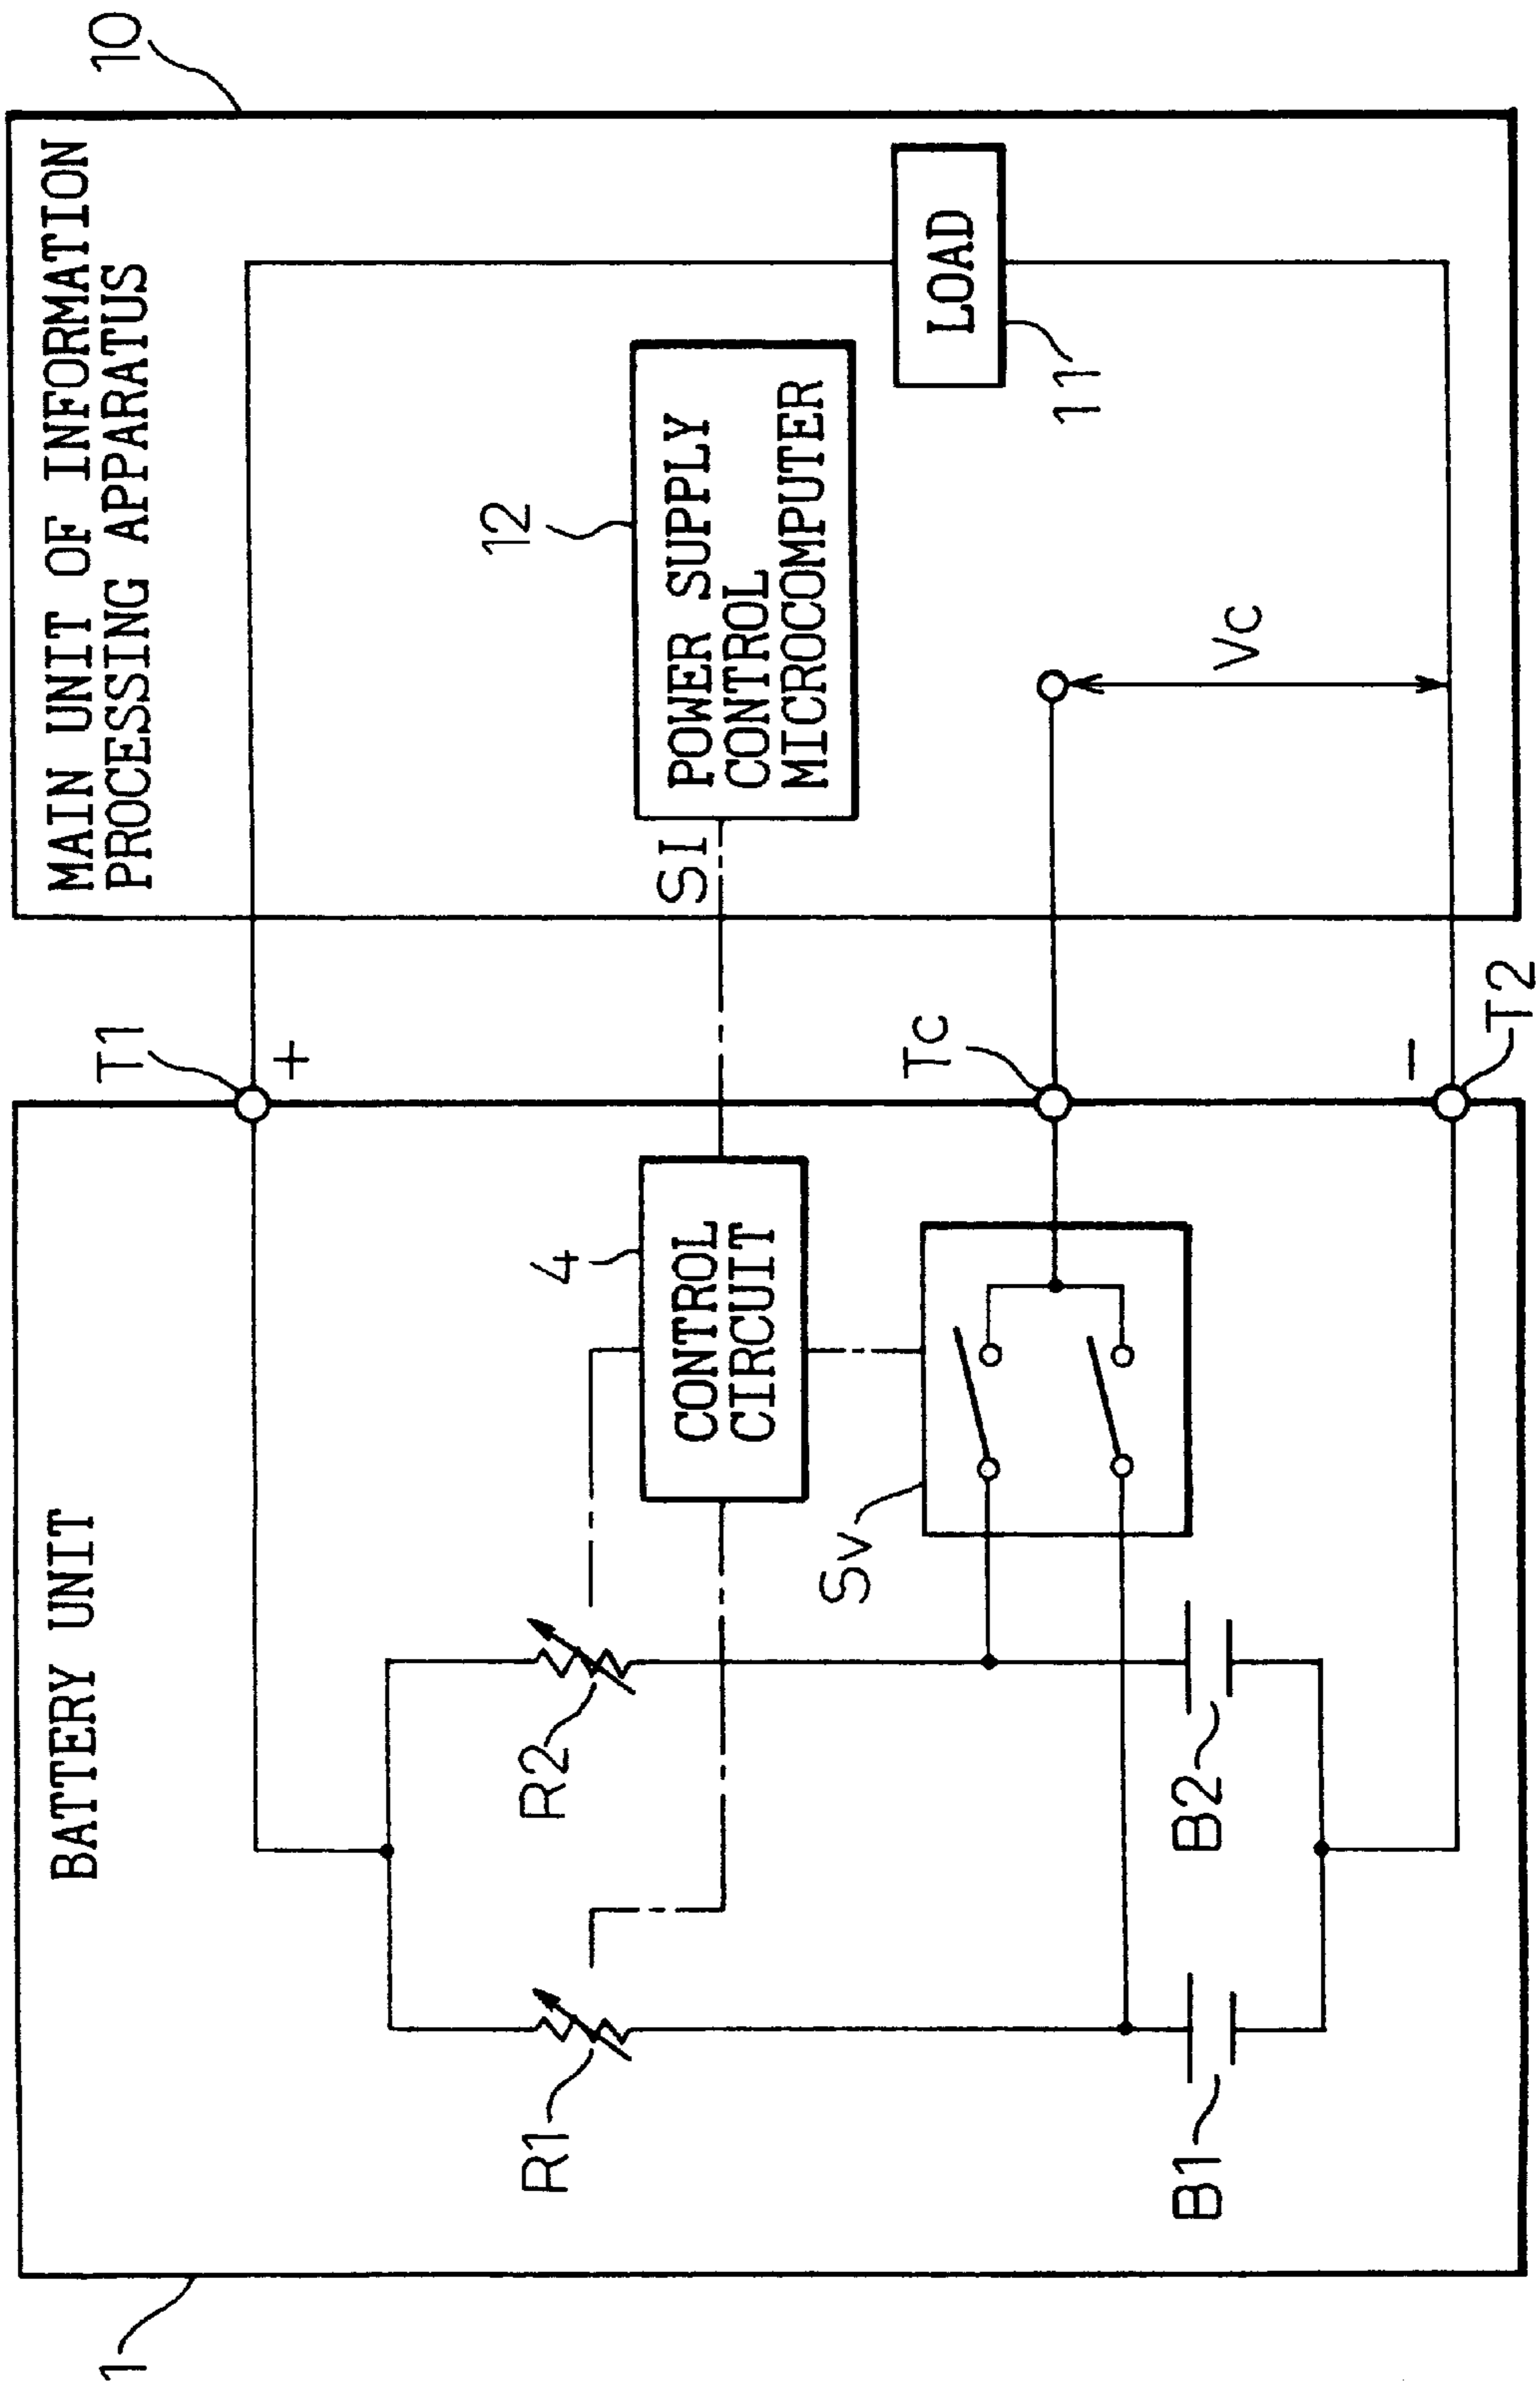 BATTERY UNIT
MAIN UNIT OF INFORMATION
PROCESSING APPARATUS
1
10
T1
+
R1
R2
4
CONTROL
CIRCUIT
SI
12
POWER SUPPLY
CONTROL
MICROCOMPUTER
Sv
Tc
LOAD
11
Vc
B1
B2
−
T2